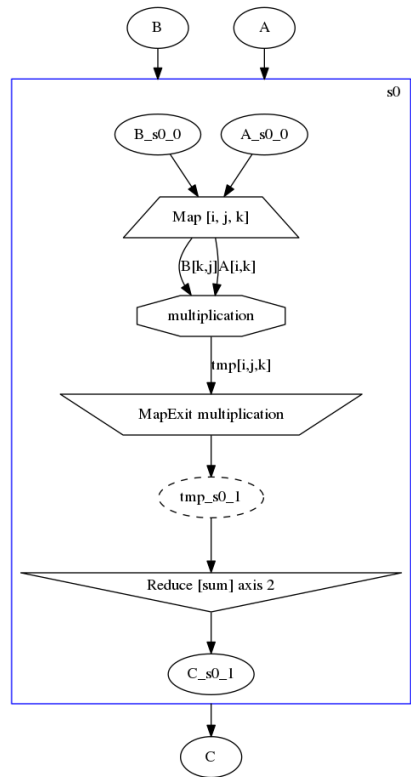 B A
s0
B_s0_0 A_s0_0
Map [i, j, k]
B[k,j] A[i,k]
multiplication
tmp[i,j,k]
MapExit multiplication
tmp_s0_1
Reduce [sum] axis 2
C_s0_1
C